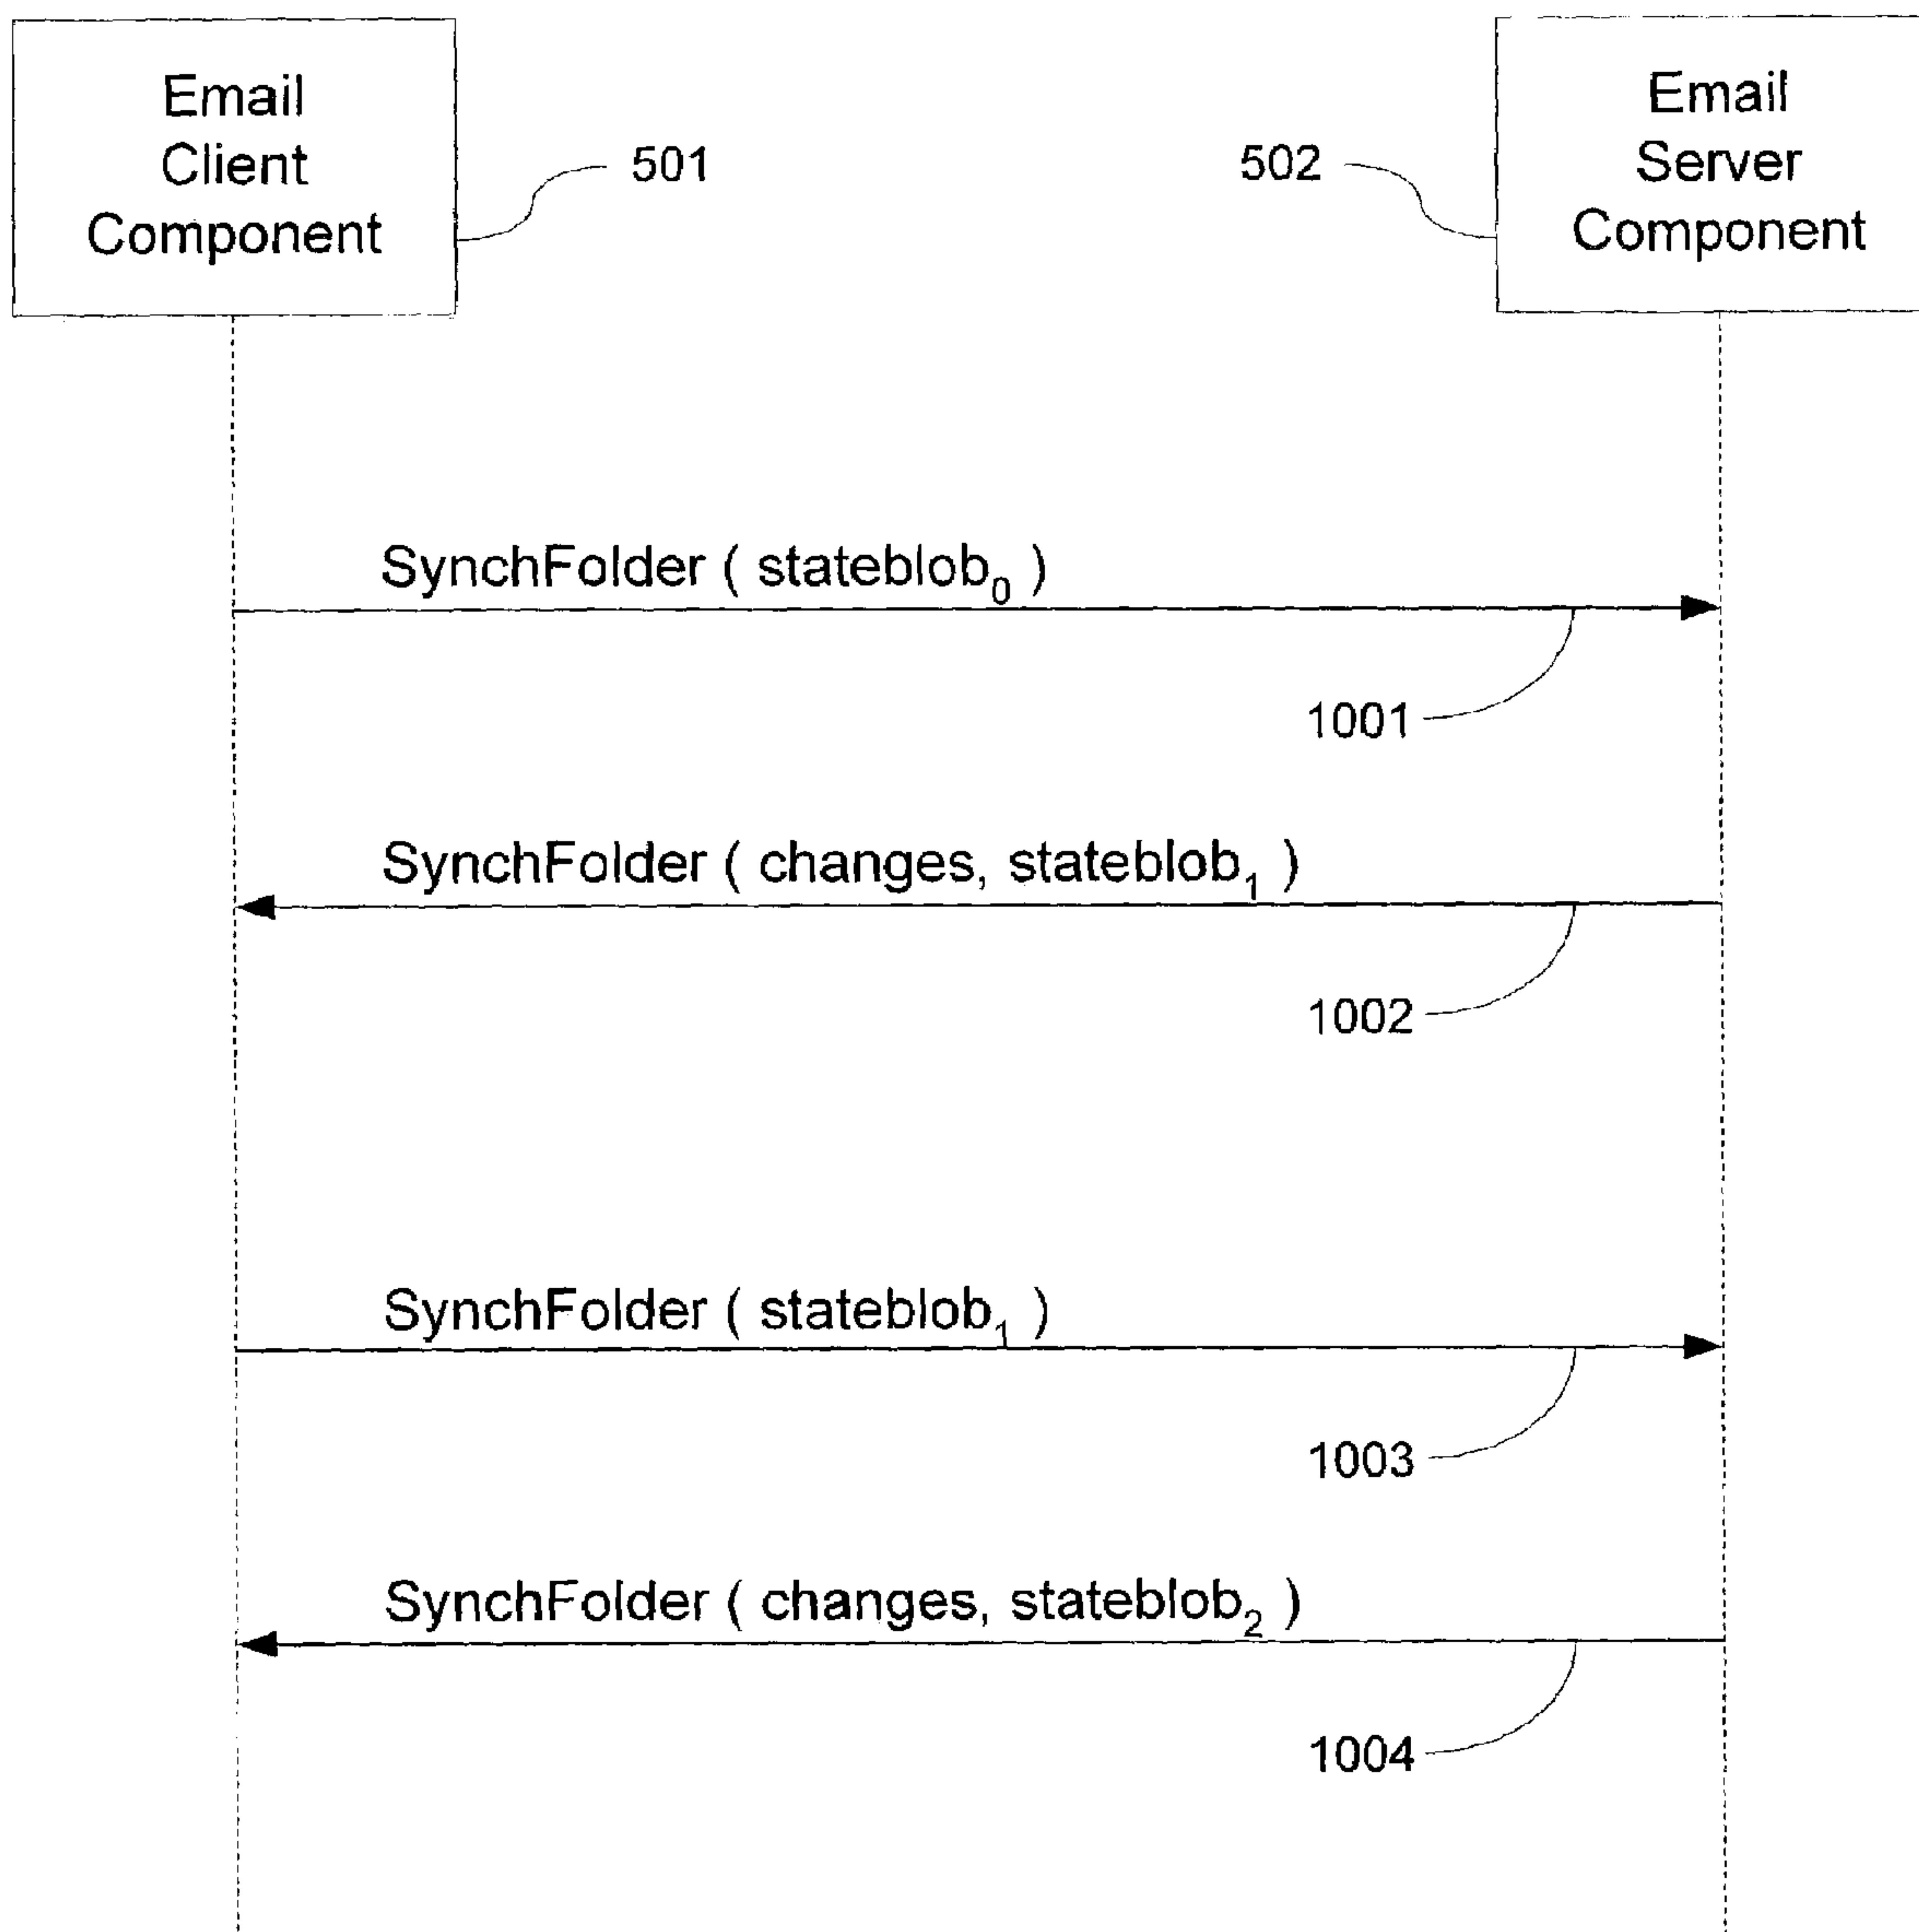 Email
Client
Component
501
502
Email
Server
Component
SynchFolder ( stateblob₀ )
1001
SynchFolder ( changes, stateblob₁ )
1002
SynchFolder ( stateblob₁ )
1003
SynchFolder ( changes, stateblob₂ )
1004